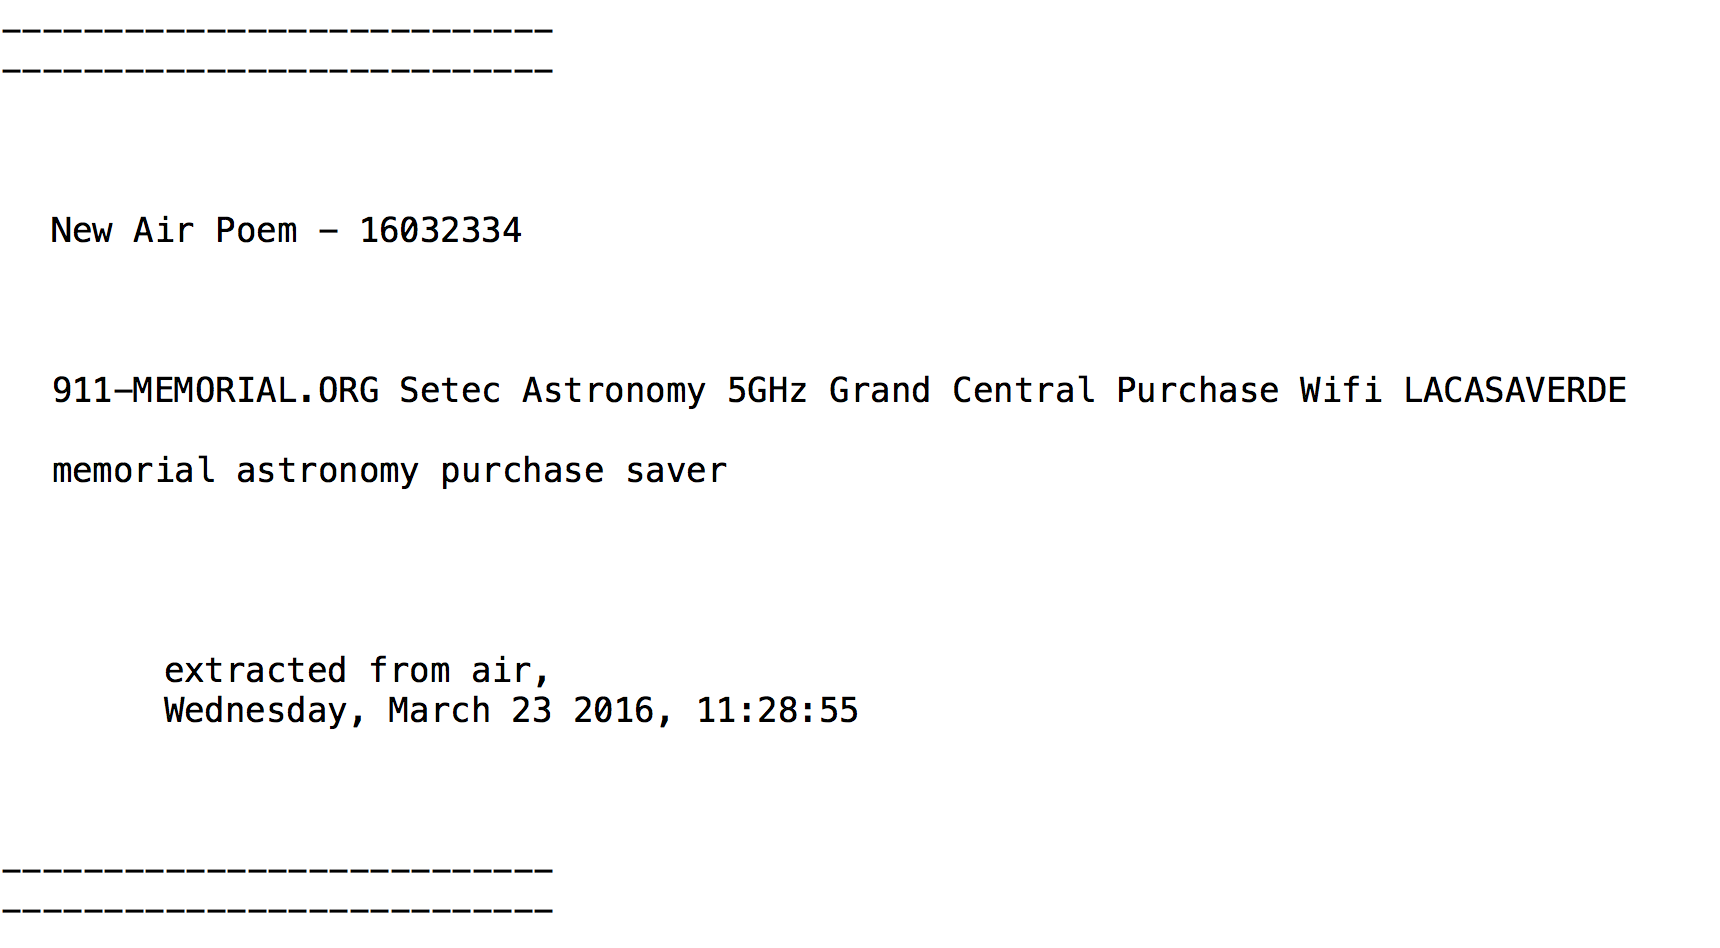 ---------------------------
---------------------------
New Air Poem - 16032334
911-MEMORIAL.ORG Setec Astronomy 5GHz Grand Central Purchase Wifi LACASAVERDE
memorial astronomy purchase saver
extracted from air,
Wednesday, March 23 2016, 11:28:55
---------------------------
---------------------------